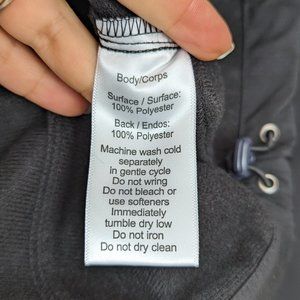 Body/Corps
Surface / Surface:
100% Polyester
Back / Endos:
100% Polyester
Machine wash cold
separately
in gentle cycle
Do not wring
Do not bleach or
use softeners
Immediately
tumble dry low
Do not iron
Do not dry clean